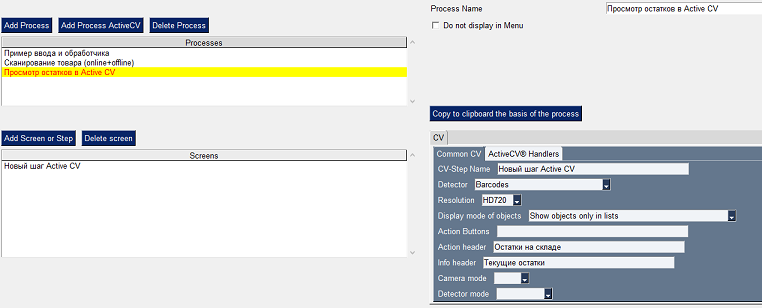 Process Name Просмотр остатков в Active CV
Add Process Add Process ActiveCV Delete Process
Do not display in Menu
Processes
Пример ввода и обработчика
Сканирование товара (online+offline)
Просмотр остатков в Active CV
Copy to clipboard the basis of the process
Add Screen or Step Delete screen
CV
Screens
Common CV ActiveCV® Handlers
Новый шаг Active CV
CV-Step Name Новый шаг Active CV
Detector Barcodes
Resolution HD720
Display mode of objects Show objects only in lists
Action Buttons
Action header Остатки на складе
Info header Текущие остатки
Camera mode
Detector mode